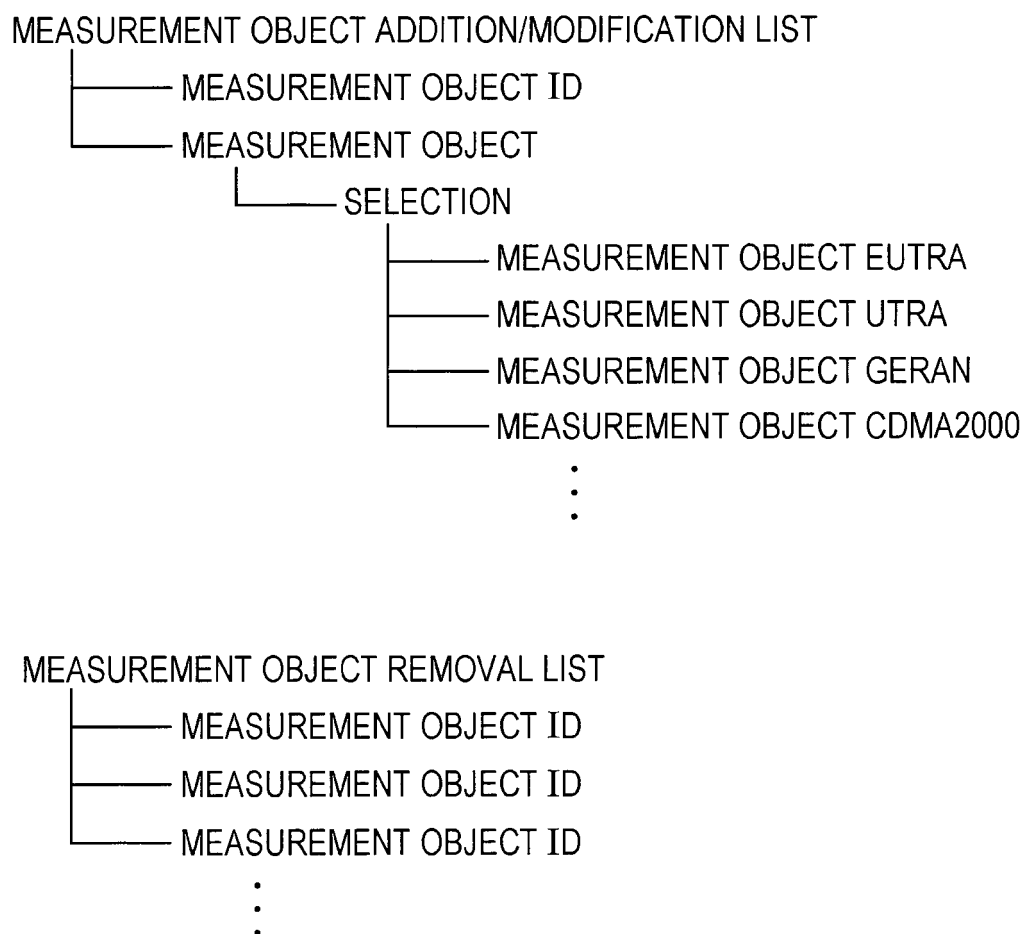 MEASUREMENT OBJECT ADDITION/MODIFICATION LIST
MEASUREMENT OBJECT ID
MEASUREMENT OBJECT
SELECTION
MEASUREMENT OBJECT EUTRA
MEASUREMENT OBJECT UTRA
MEASUREMENT OBJECT GERAN
MEASUREMENT OBJECT CDMA2000
MEASUREMENT OBJECT REMOVAL LIST
MEASUREMENT OBJECT ID
MEASUREMENT OBJECT ID
MEASUREMENT OBJECT ID